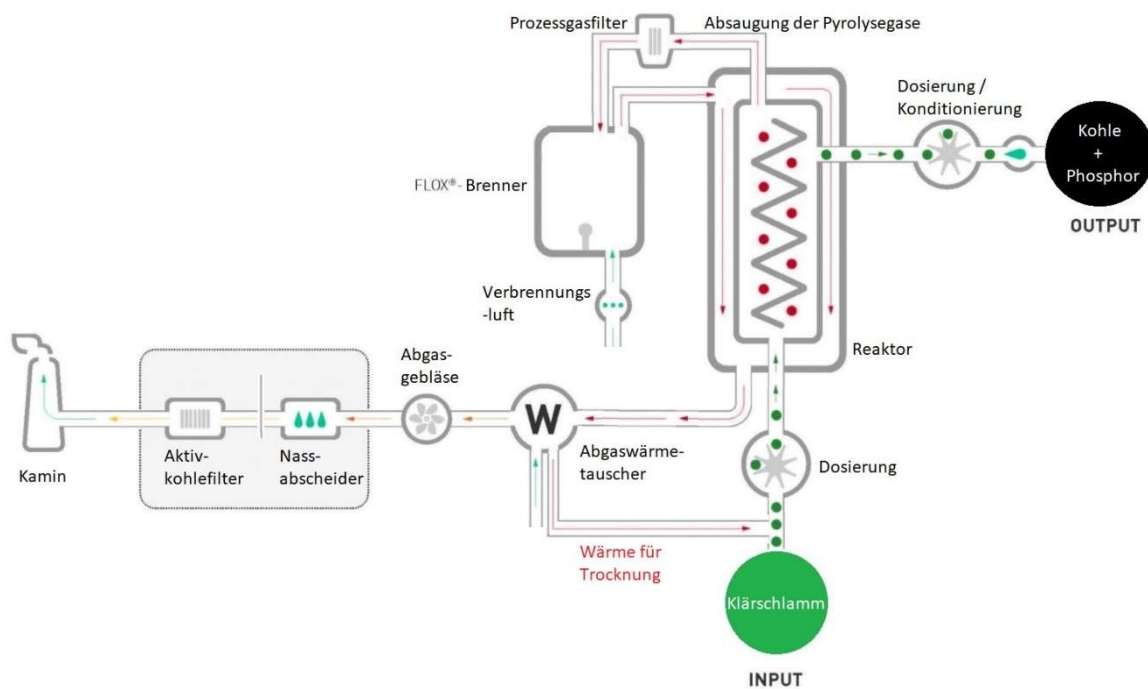 Prozessgasfilter
Absaugung der Pyrolysegase
Dosierung /
Konditionierung
Kohle
+
Phosphor
OUTPUT
FLOX®- Brenner
Verbrennungs
-luft
Reaktor
Abgas-
gebläse
W
Abgaswärme-
tauscher
Dosierung
Kamin
Aktiv-
kohlefilter
Nass-
abscheider
Wärme für
Trocknung
Klärschlamm
INPUT